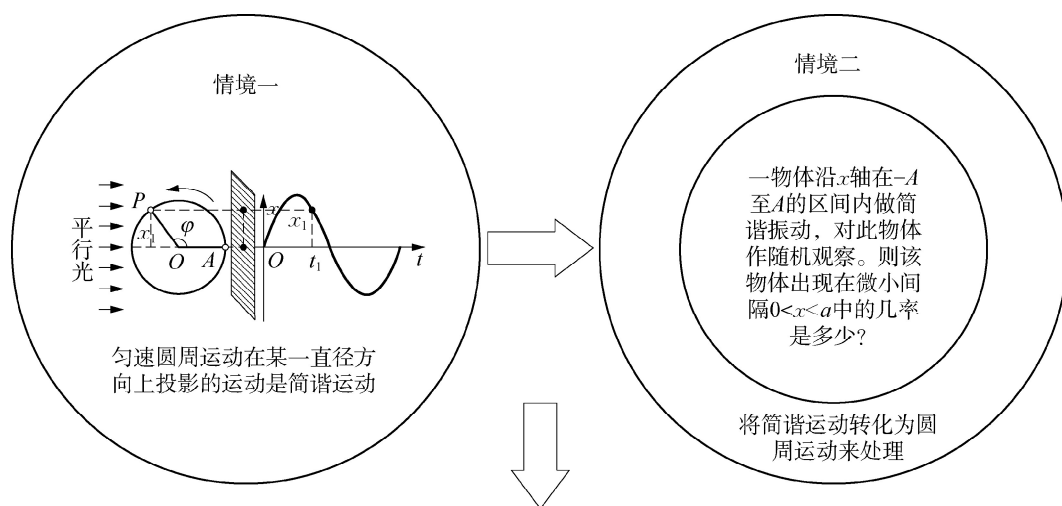 情境一
平行光
P
x₁
φ
O
A
x
x₁
O
t₁
t
匀速圆周运动在某一直径方
向上投影的运动是简谐运动
情境二
一物体沿x轴在-A
至A的区间内做简
谐振动，对此物体
作随机观察。则该
物体出现在微小间
隔0<x<a中的几率
是多少？
将简谐运动转化为圆
周运动来处理